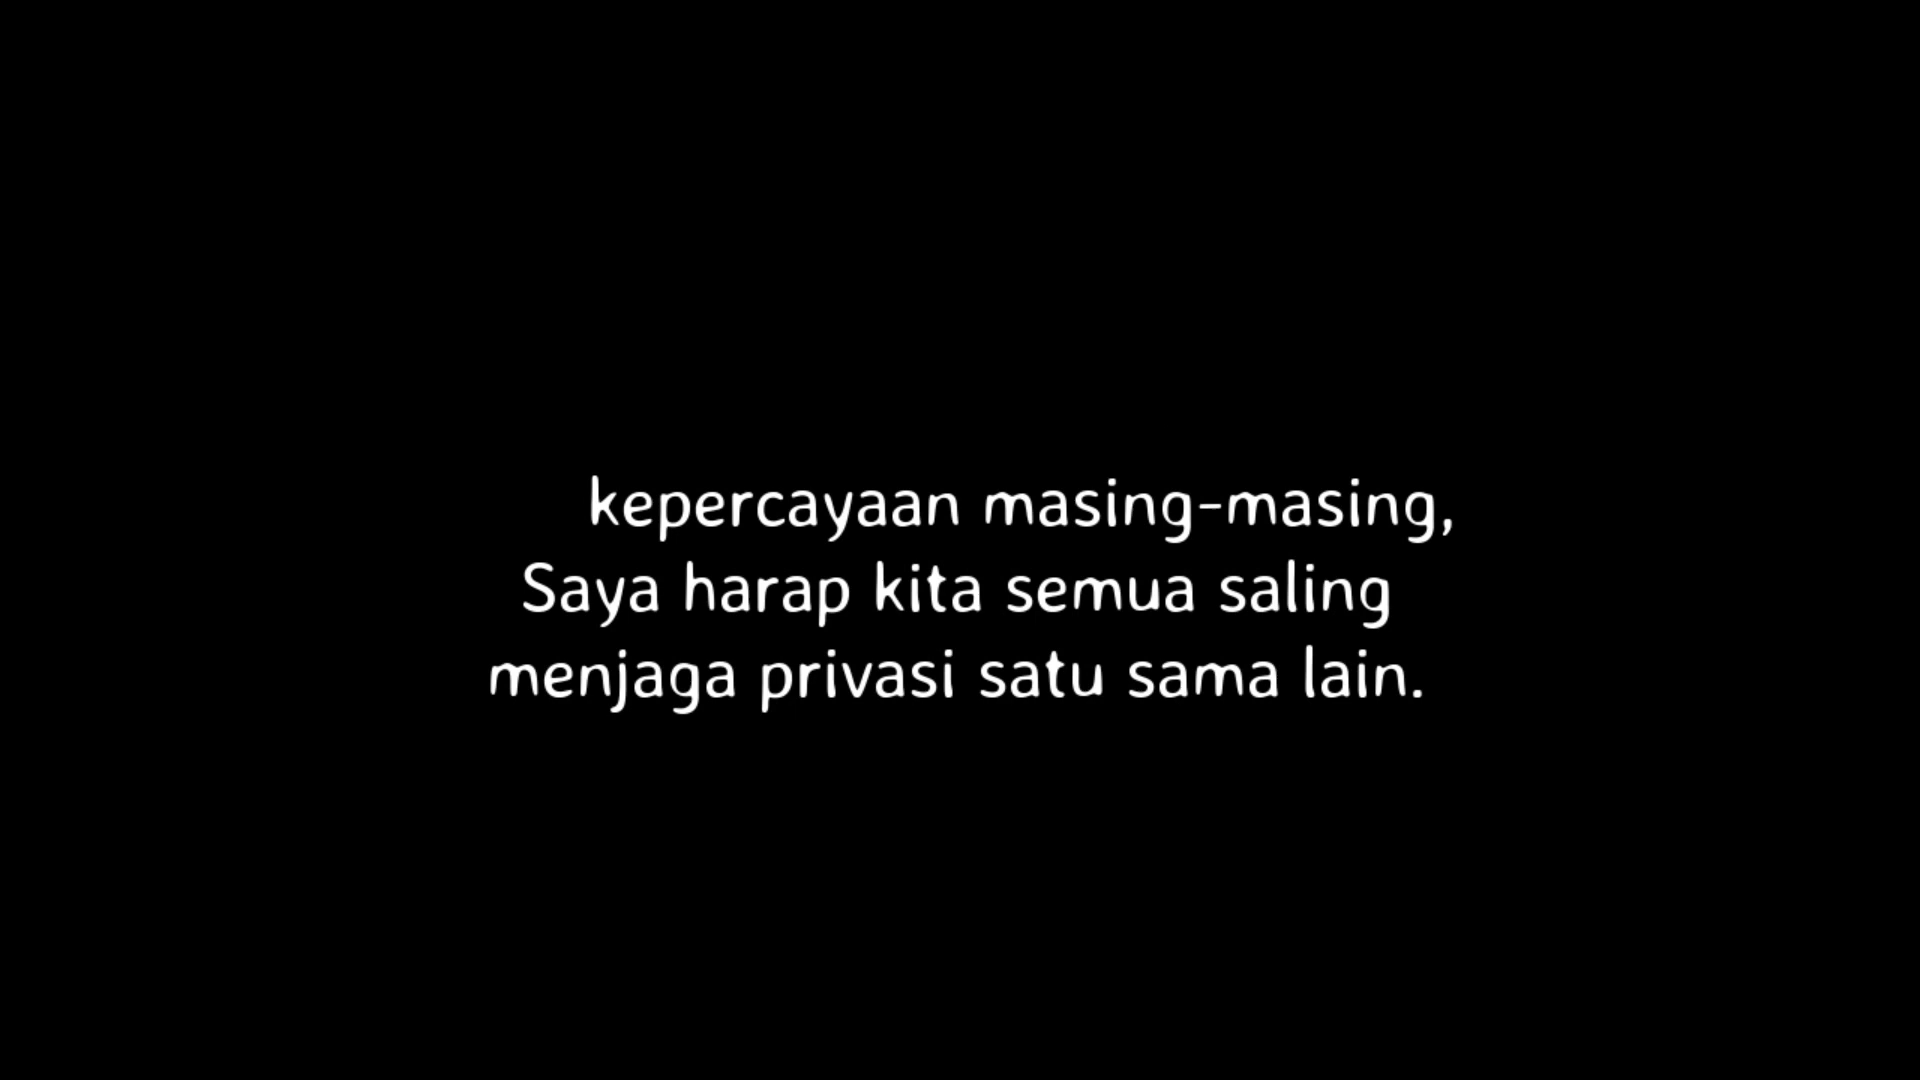 kepercayaan masing-masing,
Saya harap kita semua saling
menjaga privasi satu sama lain.